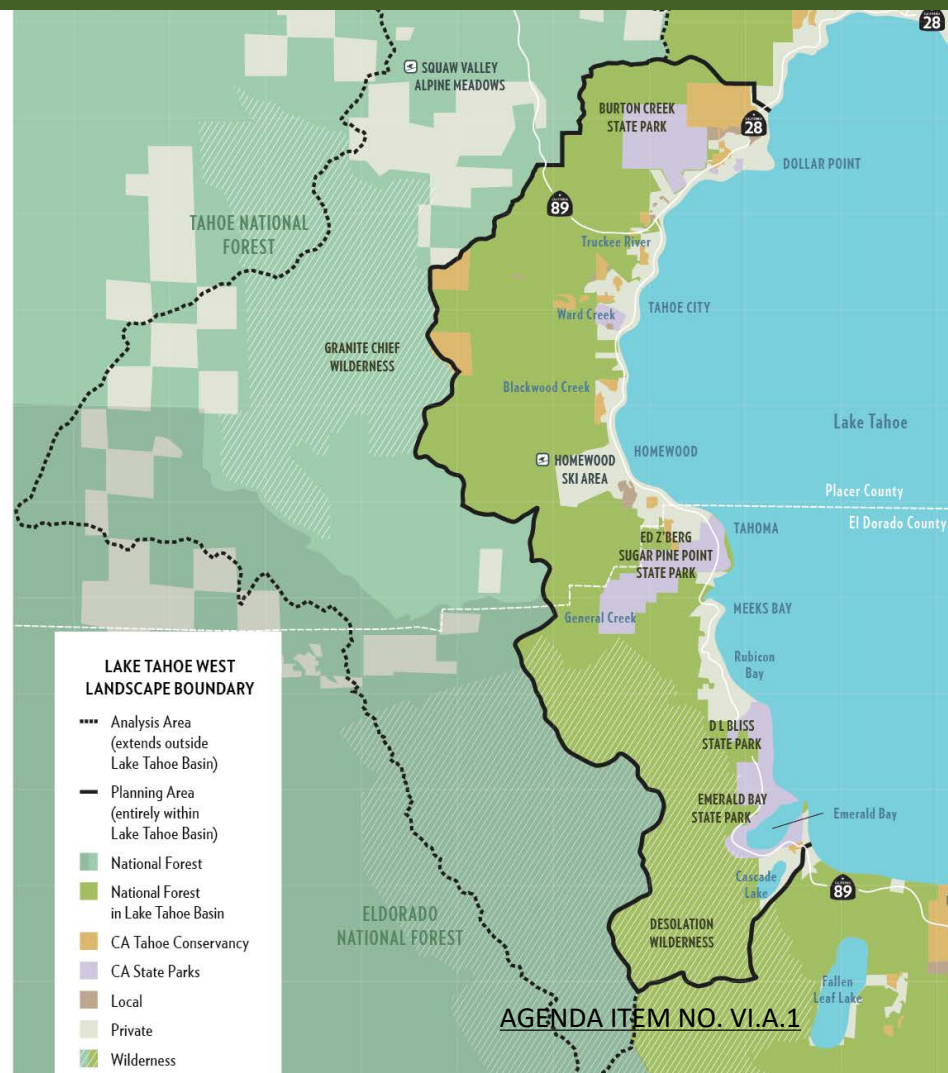 28
SQUAW VALLEY
ALPINE MEADOWS
BURTON CREEK
STATE PARK
CALIFORNIA
28
DOLLAR POINT
CALIFORNIA
89
TAHOE NATIONAL
FOREST
Truckee River
TAHOE CITY
Ward Creek
GRANITE CHIEF
WILDERNESS
Blackwood Creek
Lake Tahoe
HOMEWOOD
HOMEWOOD
SKI AREA
Placer County
El Dorado County
TAHOMA
ED Z'BERG
SUGAR PINE POINT
STATE PARK
General Creek
MEEKS BAY
Rubicon
Bay
D L BLISS
STATE PARK
EMERALD BAY
STATE PARK
Emerald Bay
Cascade
Lake
CALIFORNIA
89
ELDORADO
NATIONAL FOREST
DESOLATION
WILDERNESS
Fallen
Leaf Lake
LAKE TAHOE WEST
LANDSCAPE BOUNDARY
Analysis Area
(extends outside
Lake Tahoe Basin)
Planning Area
(entirely within
Lake Tahoe Basin)
National Forest
National Forest
in Lake Tahoe Basin
CA Tahoe Conservancy
CA State Parks
Local
Private
Wilderness
AGENDA ITEM NO. VI.A.1